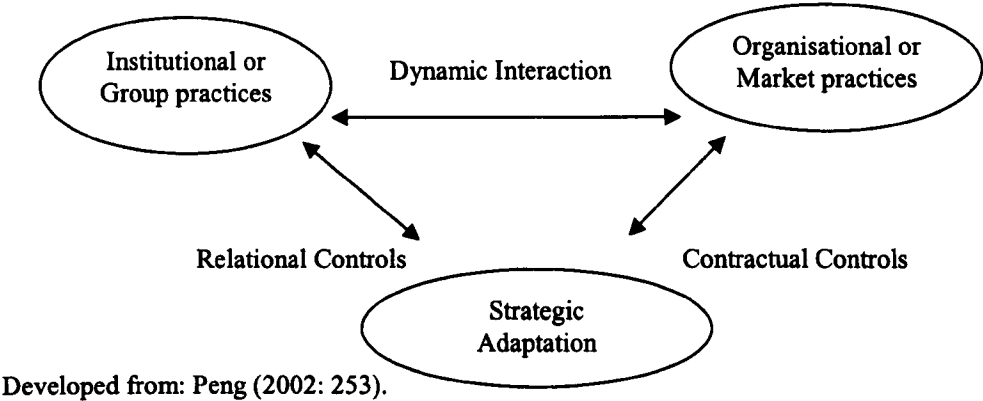 Institutional or
Group practices
Dynamic Interaction
Organisational or
Market practices
Relational Controls
Contractual Controls
Strategic
Adaptation
Developed from: Peng (2002: 253).